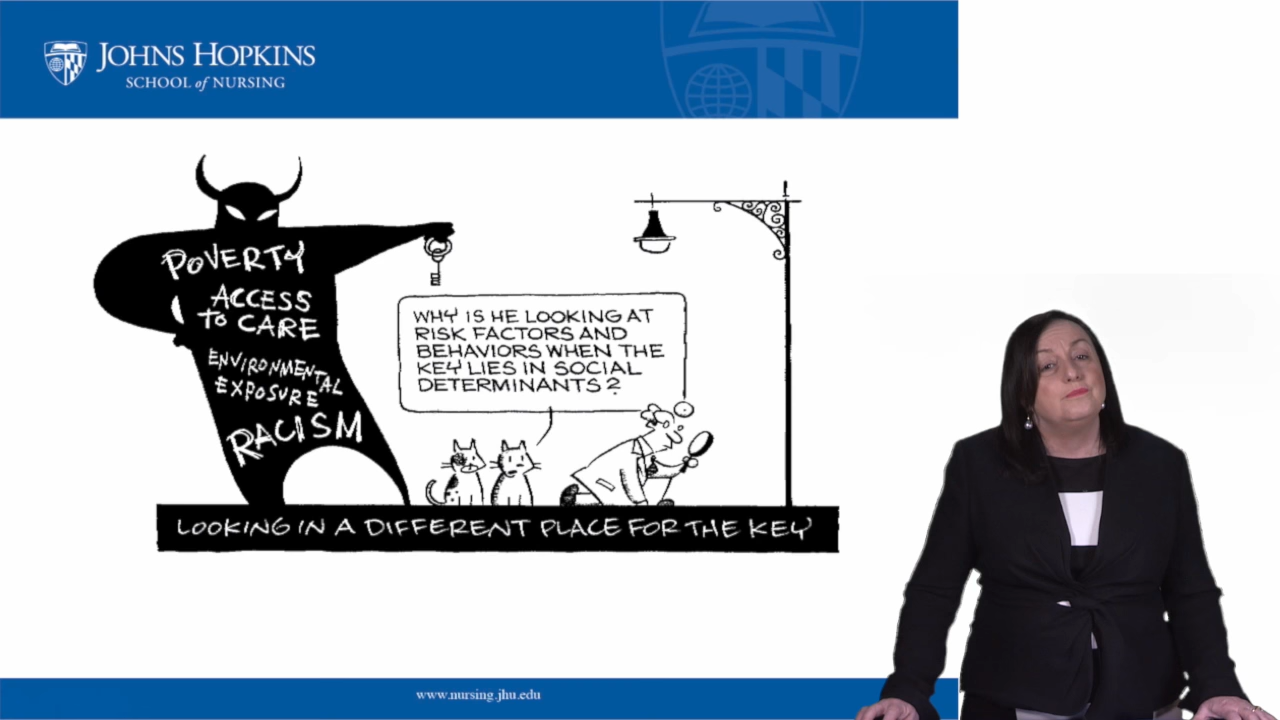 JOHNS HOPKINS
SCHOOL of NURSING
POVERTY
ACCESS
TO CARE
ENVIRONMENTAL
EXPOSURE
RACISM
WHY IS HE LOOKING AT
RISK FACTORS AND
BEHAVIORS WHEN THE
KEY LIES IN SOCIAL
DETERMINANTS?
LOOKING IN A DIFFERENT PLACE FOR THE KEY
www.nursing.jhu.edu